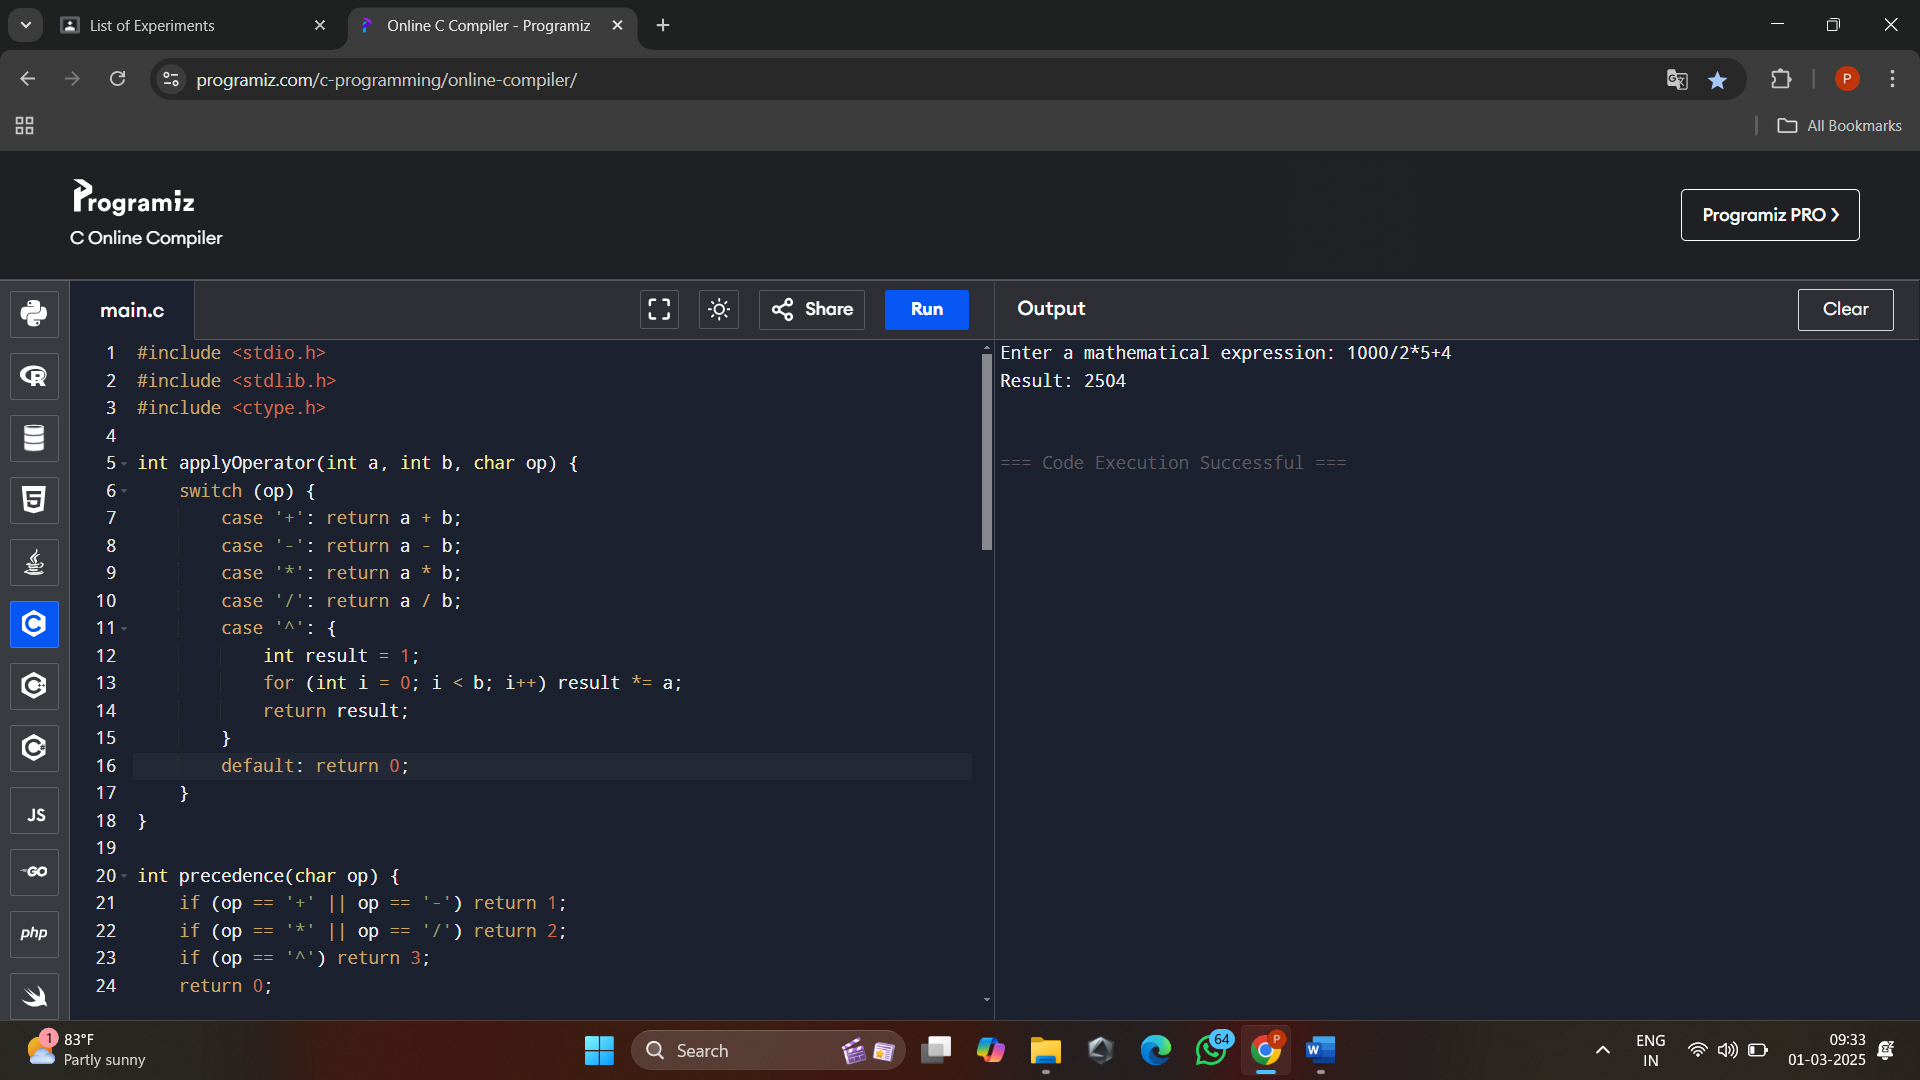 List of Experiments
Online C Compiler - Programiz
programiz.com/c-programming/online-compiler/
P
All Bookmarks
Programiz
C Online Compiler
Programiz PRO
main.c
Share
Run
Output
Clear
1 #include <stdio.h>
2 #include <stdlib.h>
3 #include <ctype.h>
4
5 int applyOperator(int a, int b, char op) {
6 switch (op) {
7 case '+': return a + b;
8 case '-': return a - b;
9 case '*': return a * b;
10 case '/': return a / b;
11 case '^': {
12 int result = 1;
13 for (int i = 0; i < b; i++) result *= a;
14 return result;
15 }
16 default: return 0;
17 }
18 }
19
20 int precedence(char op) {
21 if (op == '+' || op == '-') return 1;
22 if (op == '*' || op == '/') return 2;
23 if (op == '^') return 3;
24 return 0;
Enter a mathematical expression: 1000/2*5+4
Result: 2504
=== Code Execution Successful ===
R
5
C
C
C
JS
GO
php
1
83°F
Partly sunny
Search
64
P
W
ENG
IN
09:33
01-03-2025